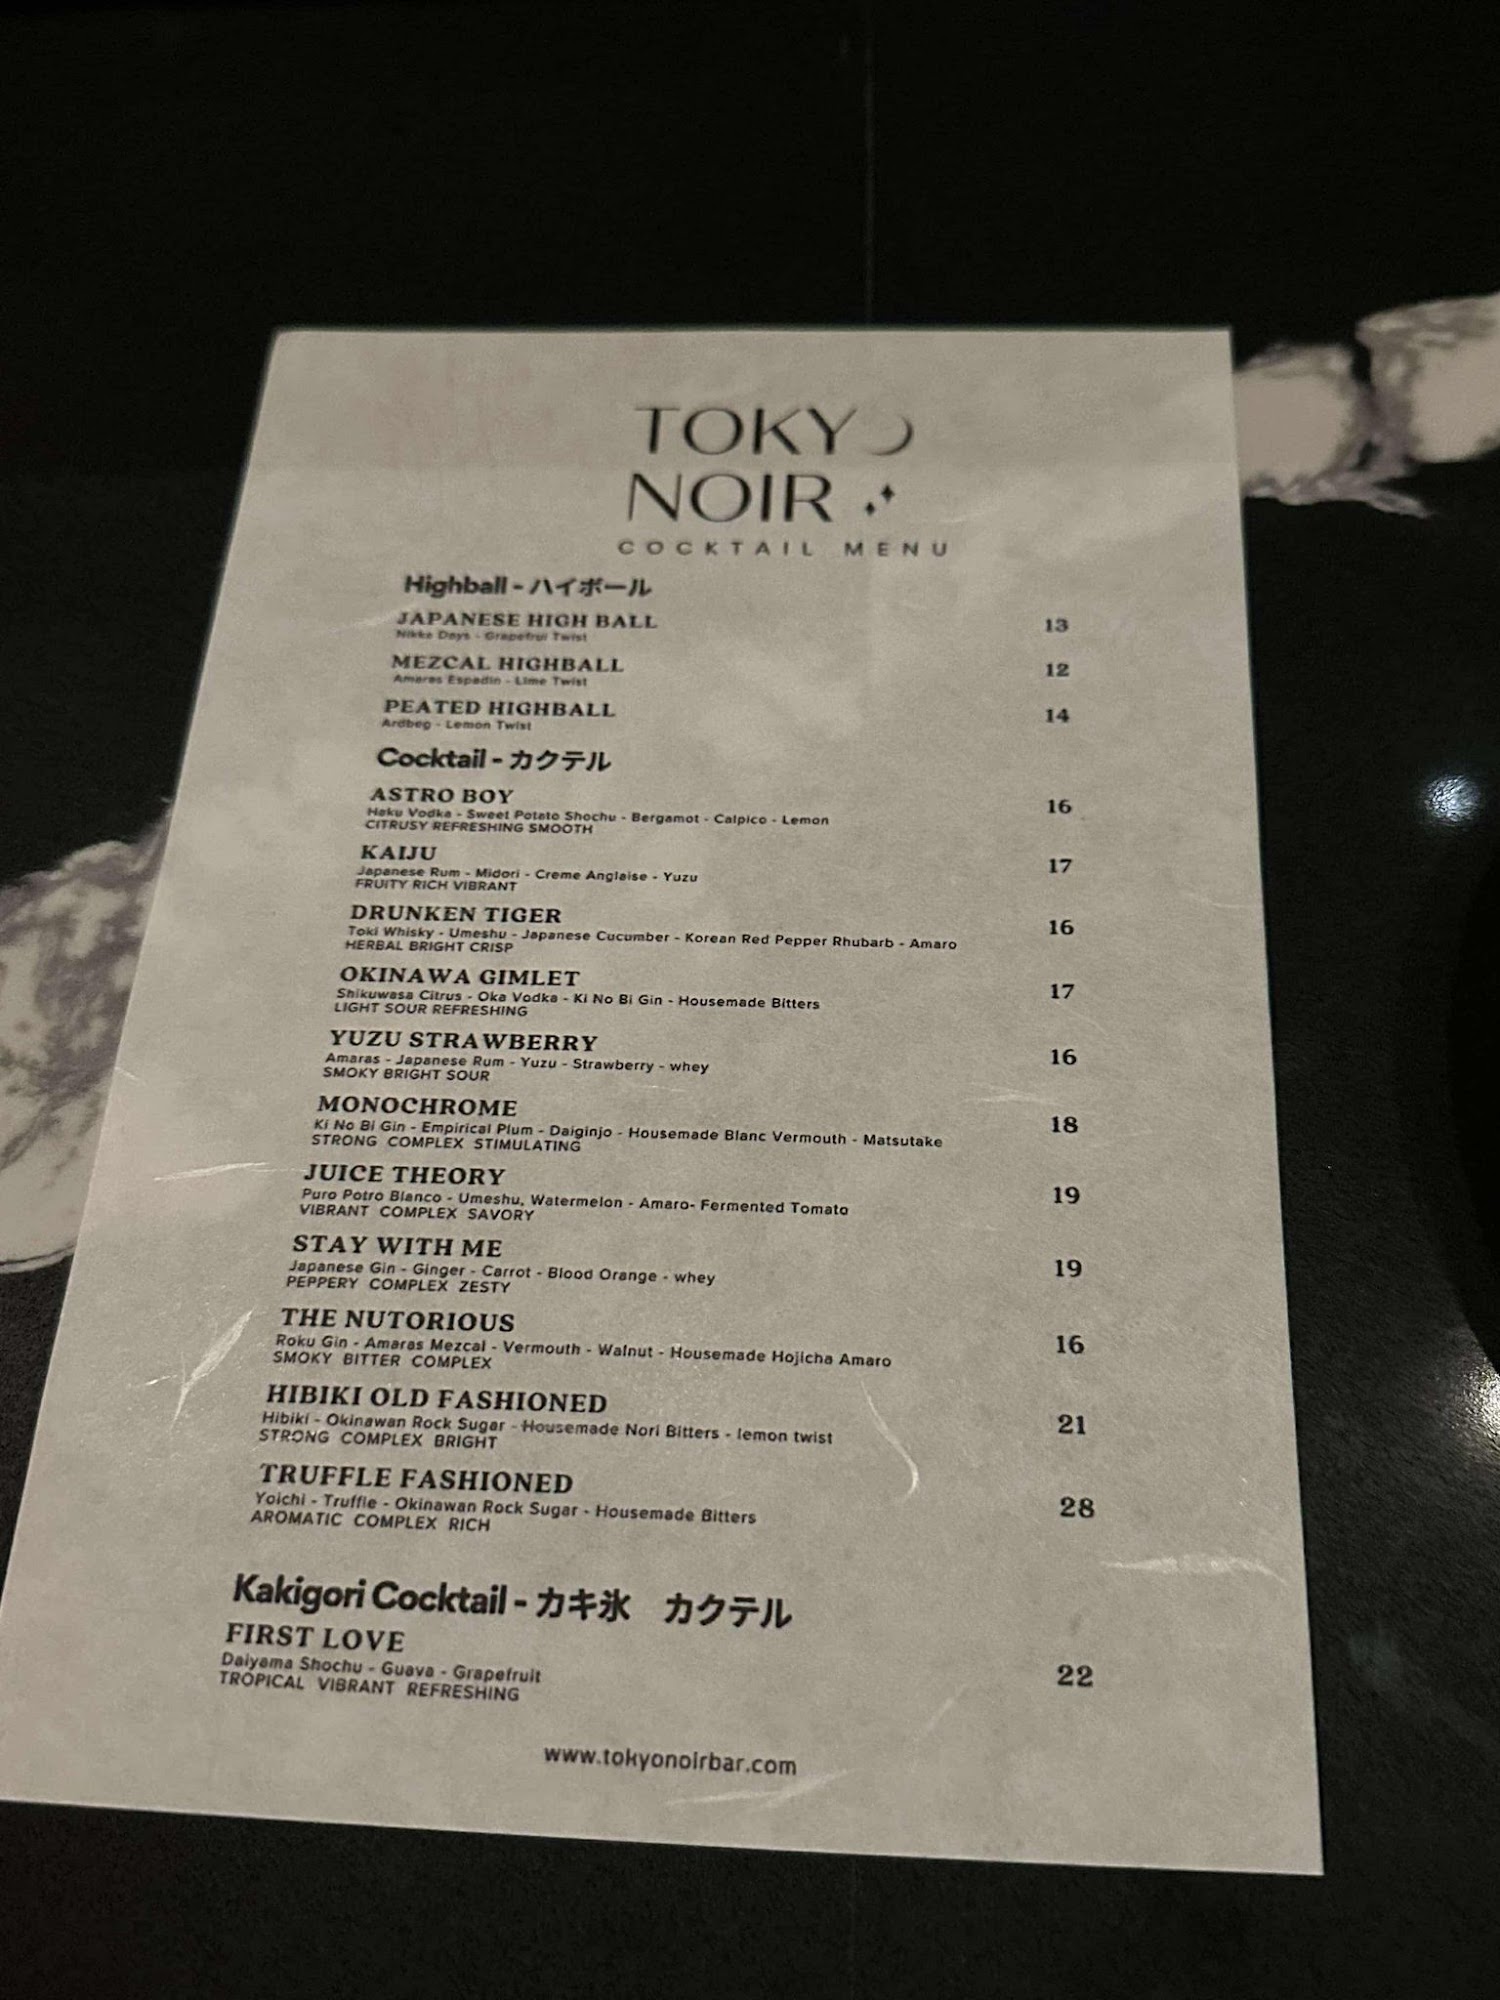 TOKYO
NOIR
COCKTAIL MENU
Highball - ハイボール
JAPANESE HIGH BALL 13
Nikka Days - Grapefrui Twist
MEZCAL HIGHBALL 12
Amaras Espadin - Lime Twist
PEATED HIGHBALL 14
Ardbeg - Lemon Twist
Cocktail - カクテル
ASTRO BOY 16
Haku Vodka - Sweet Potato Shochu - Bergamot - Calpico - Lemon
CITRUSY REFRESHING SMOOTH
KAIJU 17
Japanese Rum - Midori - Creme Anglaise - Yuzu
FRUITY RICH VIBRANT
DRUNKEN TIGER 16
Toki Whisky - Umeshu - Japanese Cucumber - Korean Red Pepper Rhubarb - Amaro
HERBAL BRIGHT CRISP
OKINAWA GIMLET 17
Shikuwasa Citrus - Oka Vodka - Ki No Bi Gin - Housemade Bitters
LIGHT SOUR REFRESHING
YUZU STRAWBERRY 16
Amaras - Japanese Rum - Yuzu - Strawberry - whey
SMOKY BRIGHT SOUR
MONOCHROME 18
Ki No Bi Gin - Empirical Plum - Daiginjo - Housemade Blanc Vermouth - Matsutake
STRONG COMPLEX STIMULATING
JUICE THEORY 19
Puro Potro Blanco - Umeshu, Watermelon - Amaro- Fermented Tomato
VIBRANT COMPLEX SAVORY
STAY WITH ME 19
Japanese Gin - Ginger - Carrot - Blood Orange - whey
PEPPERY COMPLEX ZESTY
THE NUTORIOUS 16
Roku Gin - Amaras Mezcal - Vermouth - Walnut - Housemade Hojicha Amaro
SMOKY BITTER COMPLEX
HIBIKI OLD FASHIONED 21
Hibiki - Okinawan Rock Sugar - Housemade Nori Bitters - lemon twist
STRONG COMPLEX BRIGHT
TRUFFLE FASHIONED 28
Yoichi - Truffle - Okinawan Rock Sugar - Housemade Bitters
AROMATIC COMPLEX RICH
Kakigori Cocktail - カキ氷 カクテル
FIRST LOVE 22
Daiyama Shochu - Guava - Grapefruit
TROPICAL VIBRANT REFRESHING
www.tokyonoirbar.com